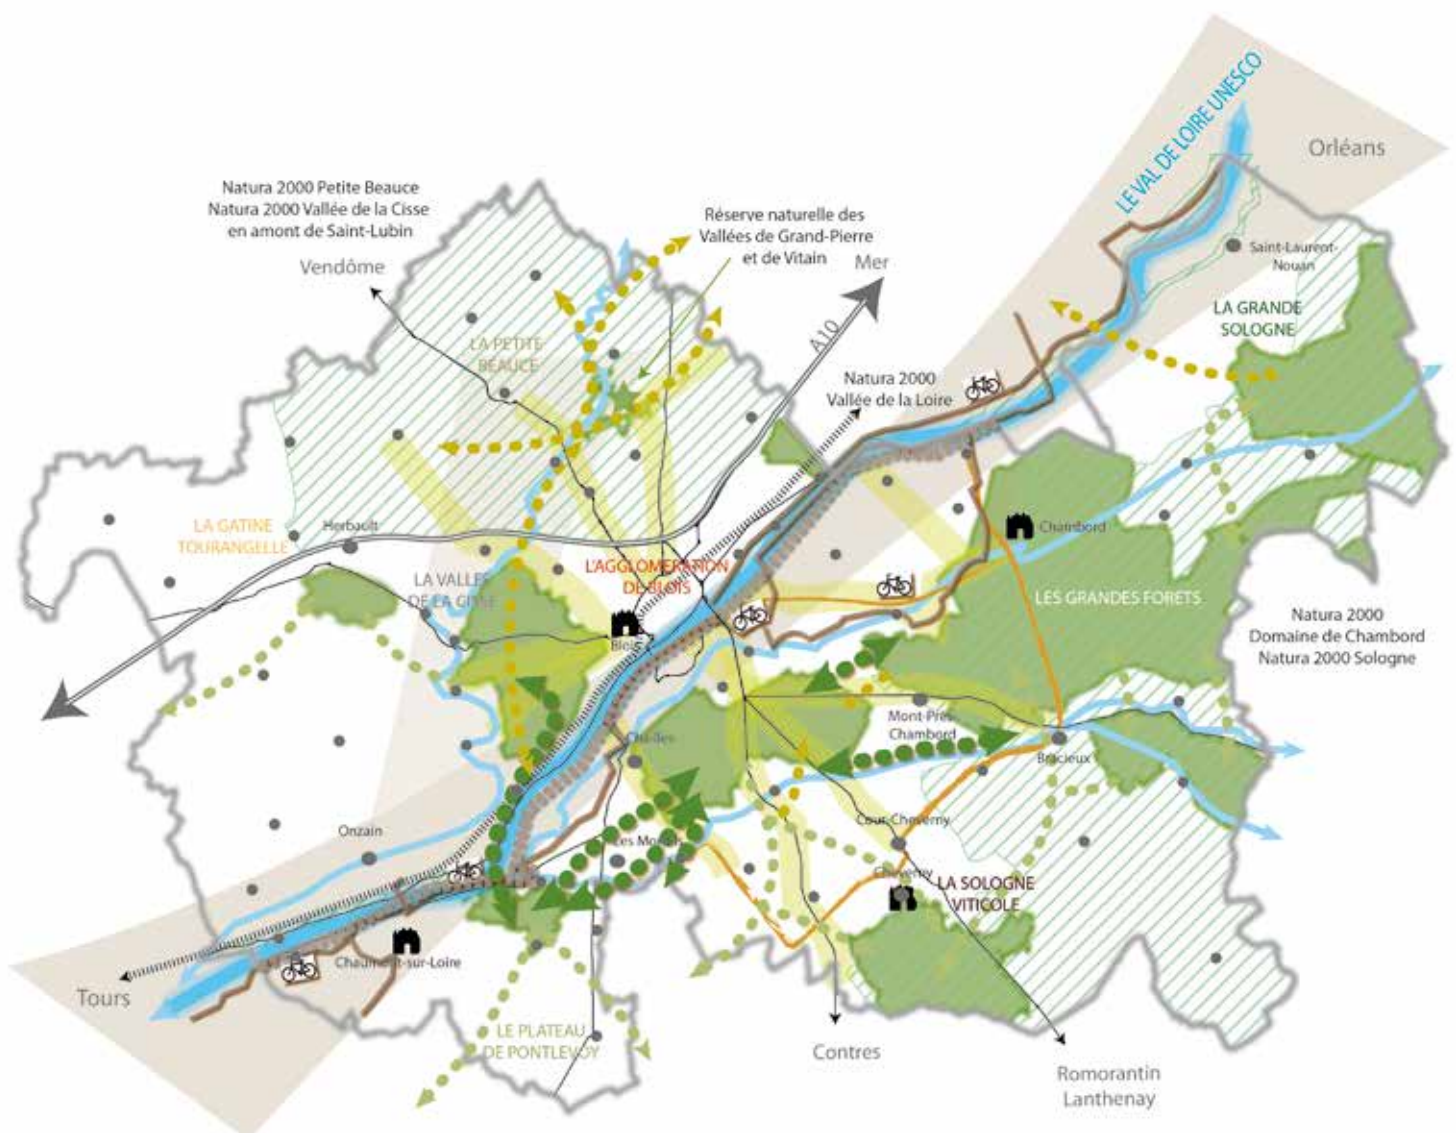 LE VAL DE LOIRE UNESCO
Orléans
Natura 2000 Petite Beauce
Natura 2000 Vallée de la Cisse
en amont de Saint-Lubin
Vendôme
Réserve naturelle des
Vallées de Grand-Pierre
et de Vitain
Mer
Saint-Laurent-
Nouan
LA GRANDE
SOLOGNE
A10
LA PETITE
BEAUCE
Natura 2000
Vallée de la Loire
LA GATINE
TOURANGELLE
Herbault
Chambord
L'AGGLOMERATION
DE BLOIS
LA VALLEE
DE LA CISSE
LES GRANDES FORETS
Natura 2000
Domaine de Chambord
Natura 2000 Sologne
Blois
Mont-Près
Chambord
Chailles
Bracieux
Onzain
Cour-Cheverny
Les Montils
Cheverny
LA SOLOGNE
VITICOLE
Chaumont-sur-Loire
Tours
LE PLATEAU
DE PONTLEVOY
Contres
Romorantin
Lanthenay